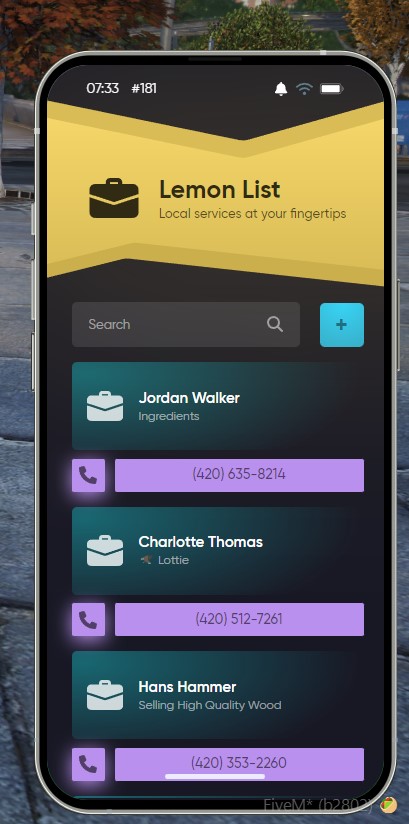 07:33 #181
Lemon List
Local services at your fingertips
Search
+
Jordan Walker
Ingredients
(420) 635-8214
Charlotte Thomas
Lottie
(420) 512-7261
Hans Hammer
Selling High Quality Wood
(420) 353-2260
FiveM* (b2802)